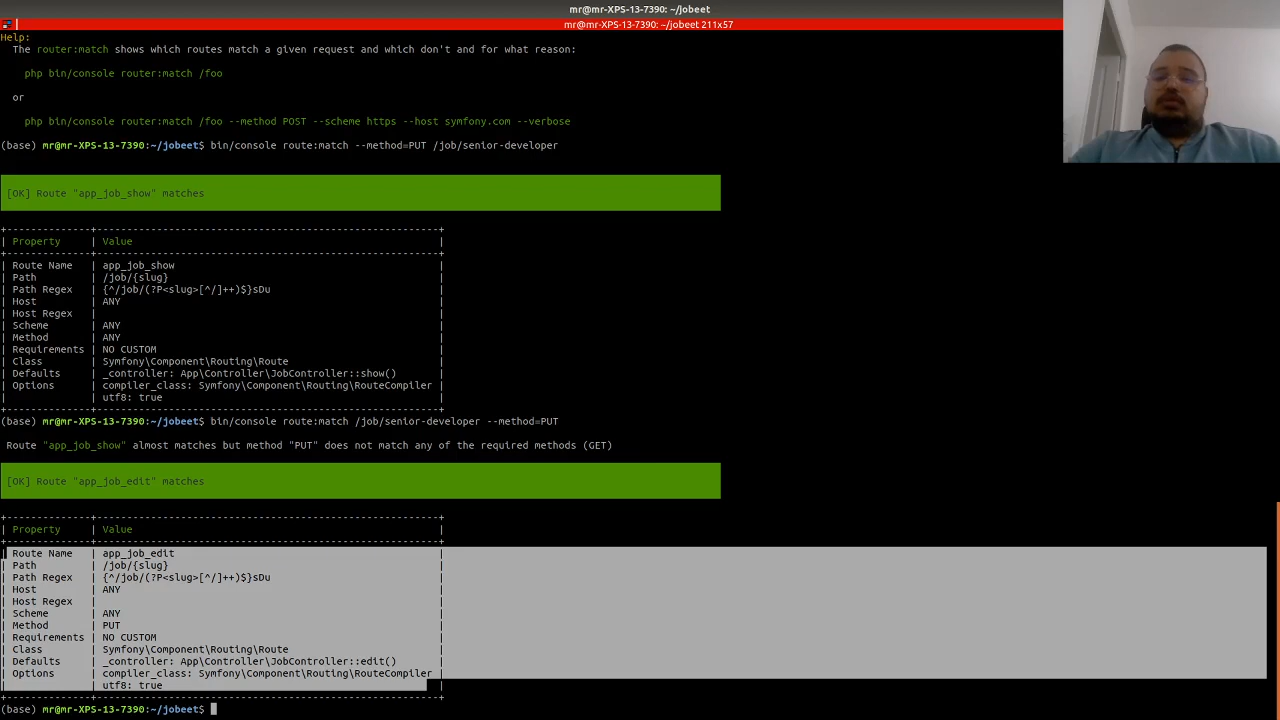 mr@mr-XPS-13-7390: ~/jobeet
mr@mr-XPS-13-7390: ~/jobeet 211x57
Help:
The router:match shows which routes match a given request and which don't and for what reason:
php bin/console router:match /foo
or
php bin/console router:match /foo --method POST --scheme https --host symfony.com --verbose
(base) mr@mr-XPS-13-7390:~/jobeet$ bin/console route:match --method=PUT /job/senior-developer
[OK] Route "app_job_show" matches
+--------------+---------------------------------------------------------+
| Property | Value |
+--------------+---------------------------------------------------------+
| Route Name | app_job_show |
| Path | /job/{slug} |
| Path Regex | {^/job/(?P<slug>[^/]++)$}sDu |
| Host | ANY |
| Host Regex | |
| Scheme | ANY |
| Method | ANY |
| Requirements | NO CUSTOM |
| Class | Symfony\Component\Routing\Route |
| Defaults | _controller: App\Controller\JobController::show() |
| Options | compiler_class: Symfony\Component\Routing\RouteCompiler |
| | utf8: true |
+--------------+---------------------------------------------------------+
(base) mr@mr-XPS-13-7390:~/jobeet$ bin/console route:match /job/senior-developer --method=PUT
Route "app_job_show" almost matches but method "PUT" does not match any of the required methods (GET)
[OK] Route "app_job_edit" matches
+--------------+---------------------------------------------------------+
| Property | Value |
+--------------+---------------------------------------------------------+
| Route Name | app_job_edit |
| Path | /job/{slug} |
| Path Regex | {^/job/(?P<slug>[^/]++)$}sDu |
| Host | ANY |
| Host Regex | |
| Scheme | ANY |
| Method | PUT |
| Requirements | NO CUSTOM |
| Class | Symfony\Component\Routing\Route |
| Defaults | _controller: App\Controller\JobController::edit() |
| Options | compiler_class: Symfony\Component\Routing\RouteCompiler |
| | utf8: true |
+--------------+---------------------------------------------------------+
(base) mr@mr-XPS-13-7390:~/jobeet$